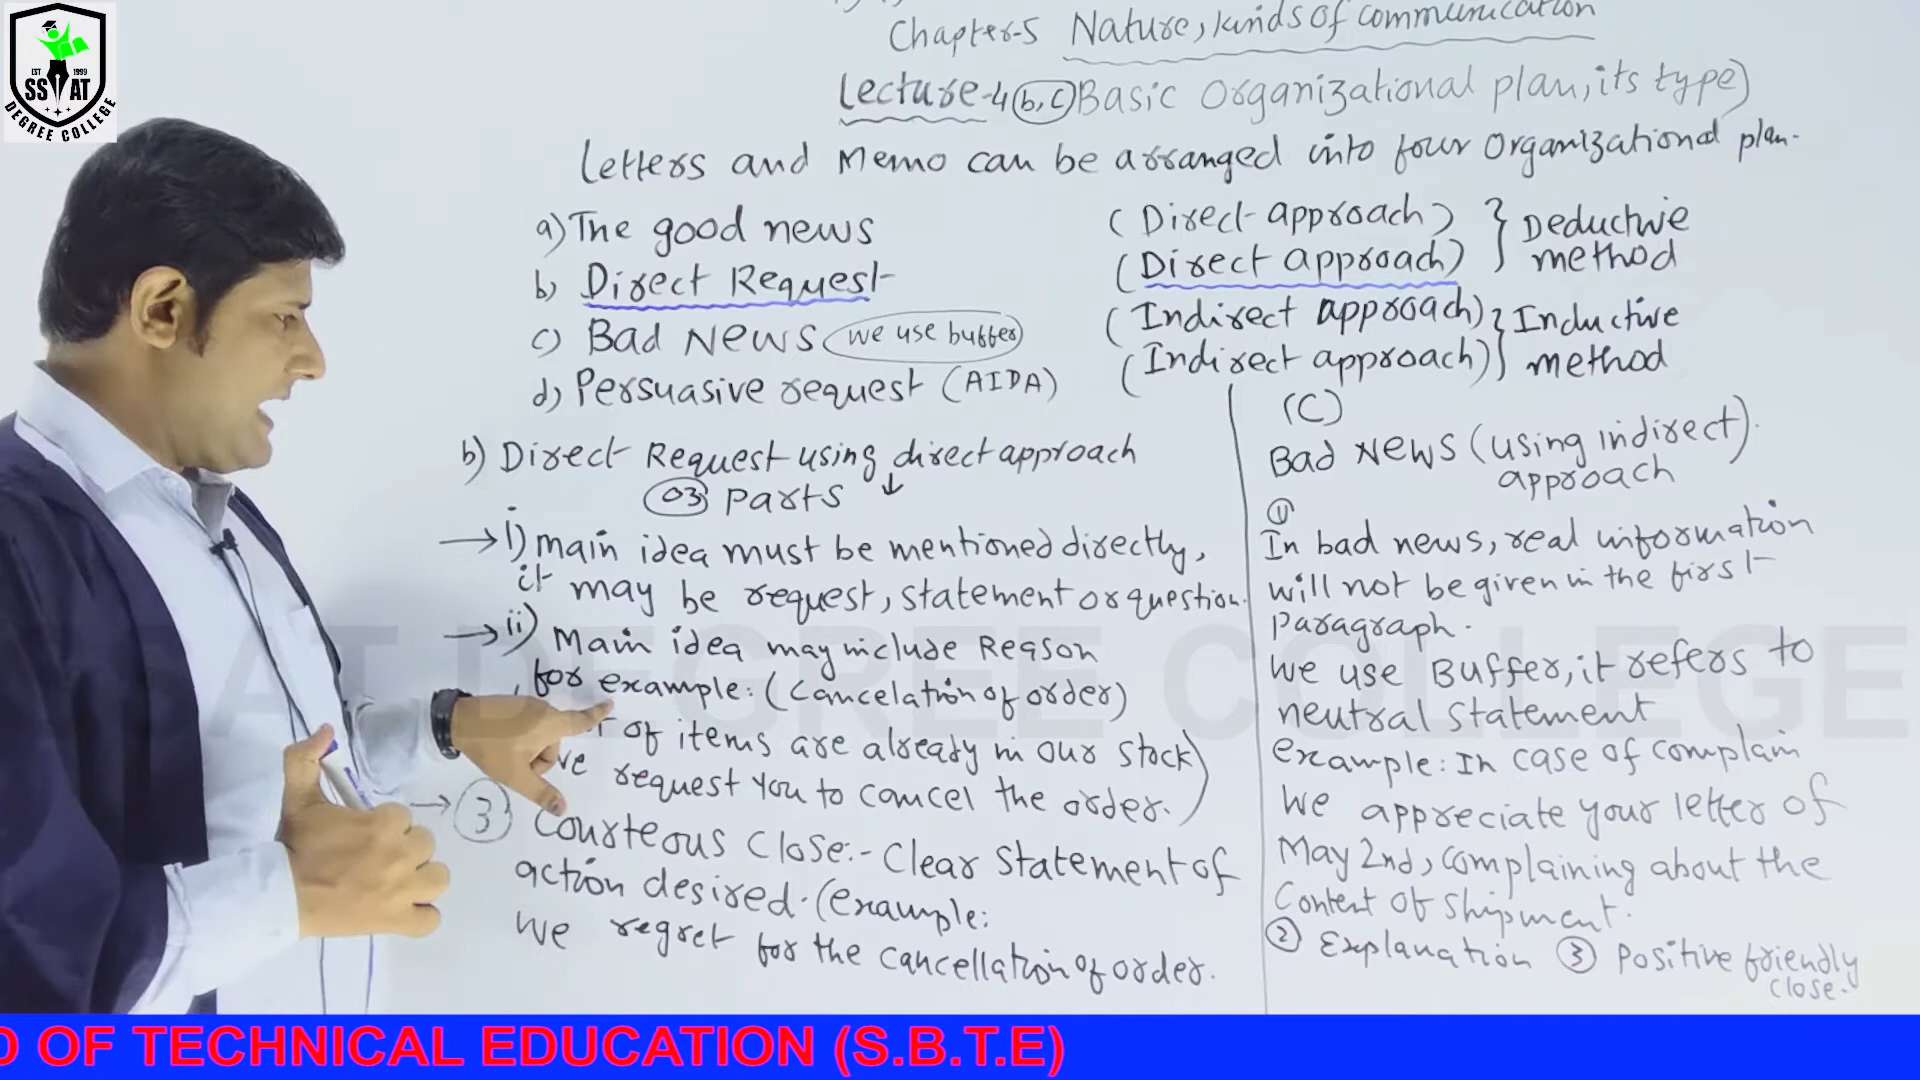 EST 1999
SSAT
DEGREE COLLEGE
Chapter-5 Nature, kinds of communication
Lecture-4 (b,c) Basic Organizational plan, its type)
Letters and Memo can be arranged into four Organizational plan.
a) The good news (Direct approach) } Deductive
b) Direct Request (Direct approach) method
c) Bad News (we use buffer) (Indirect approach) } Inductive
d) Persuasive request (AIDA) (Indirect approach) method
b) Direct Request using direct approach
03 parts ↓
→ i) main idea must be mentioned directly,
it may be request, statement or question.
→ ii) Main idea may include Reason
for example: (Cancelation of order)
of items are already in our stock)
we request you to cancel the order.
→ 3 Courteous Close:- Clear Statement of
action desired. (Example:
We regret for the cancellation of order.
(C)
Bad News (using indirect).
approach
①
In bad news, real information
will not be given in the first
paragraph.
We use Buffer, it refers to
neutral statement
example: In case of complain
We appreciate your letter of
May 2nd, complaining about the
Content of Shipment.
② Explanation ③ Positive friendly
close.
SSAT DEGREE COLLEGE
D OF TECHNICAL EDUCATION (S.B.T.E)